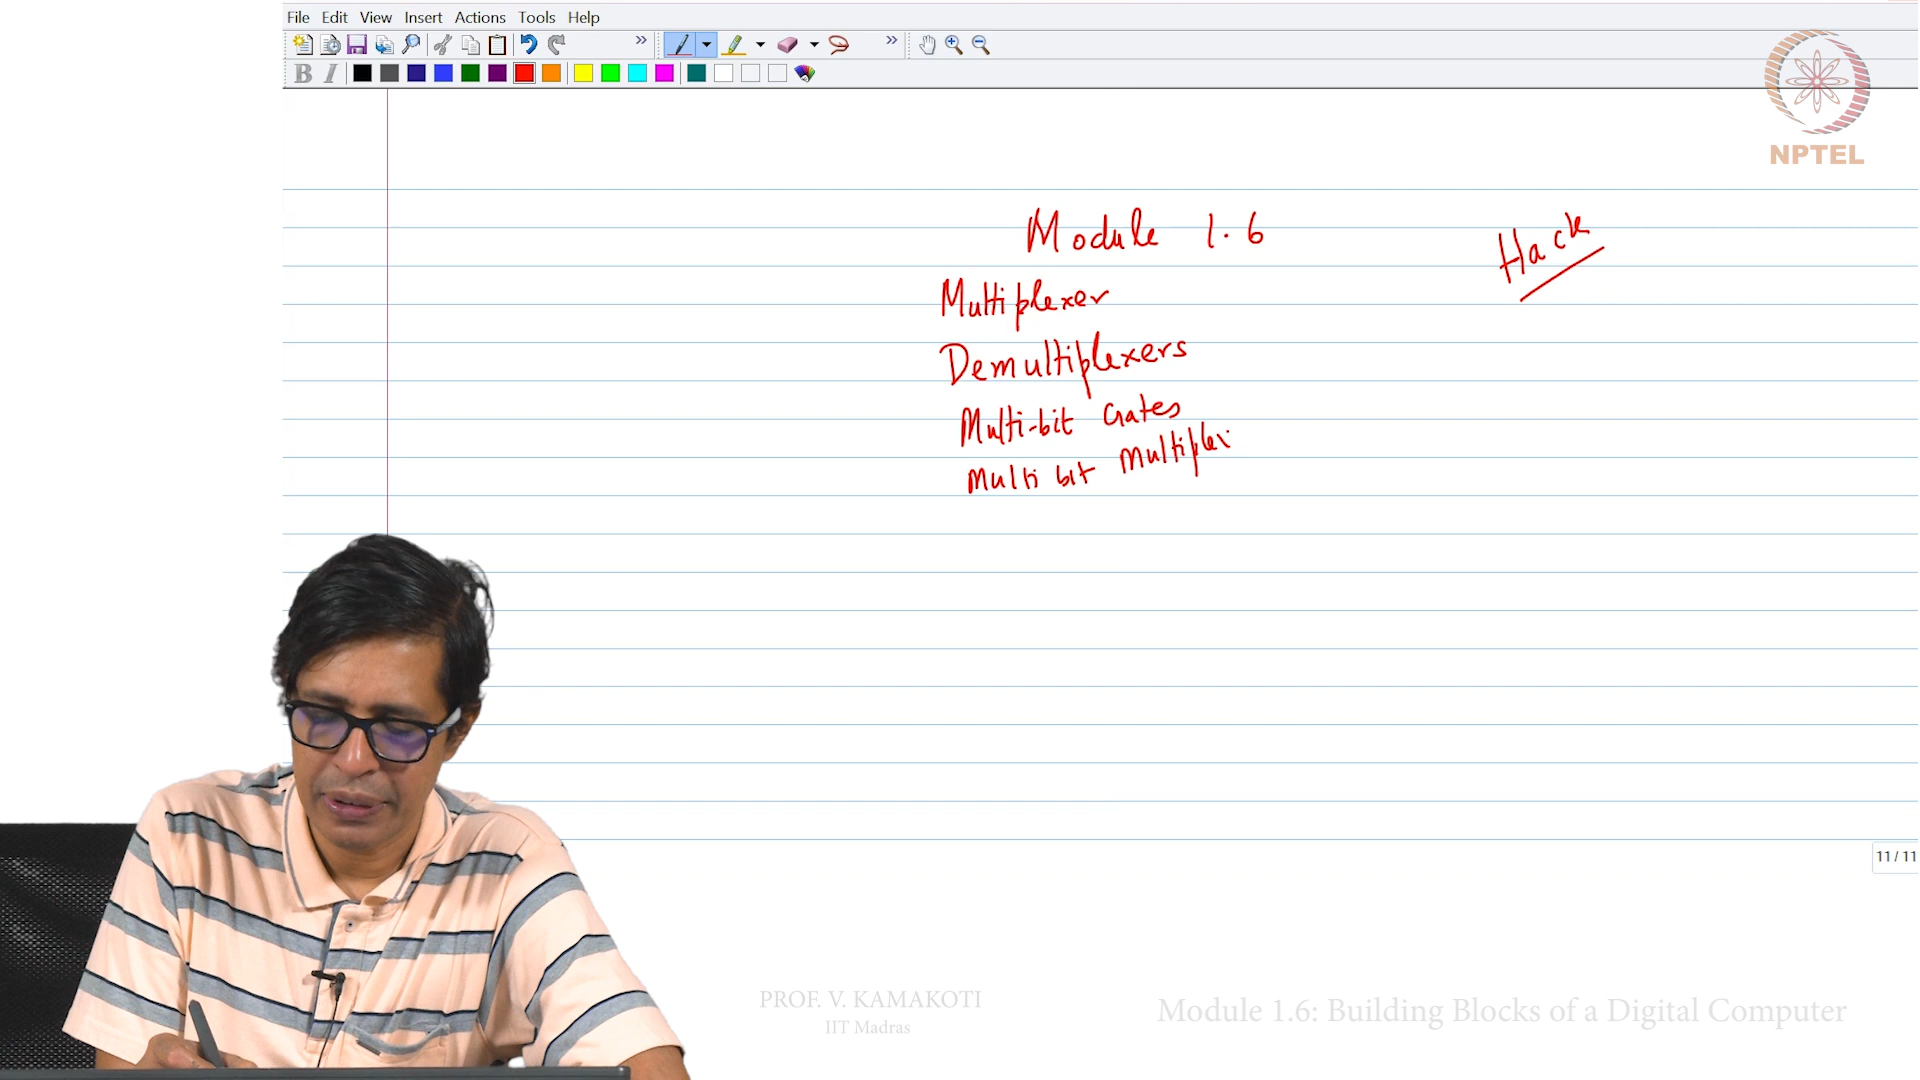 File Edit View Insert Actions Tools Help
B I
NPTEL
Module 1.6
Hack
Multiplexer
Demultiplexers
Multi-bit Gates
Multi bit Multiplex
11 / 11
PROF. V. KAMAKOTI
IIT Madras
Module 1.6: Building Blocks of a Digital Computer